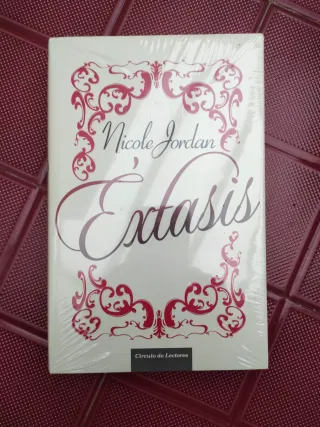 Nicole Jordan
Éxtasis
Círculo de Lectores